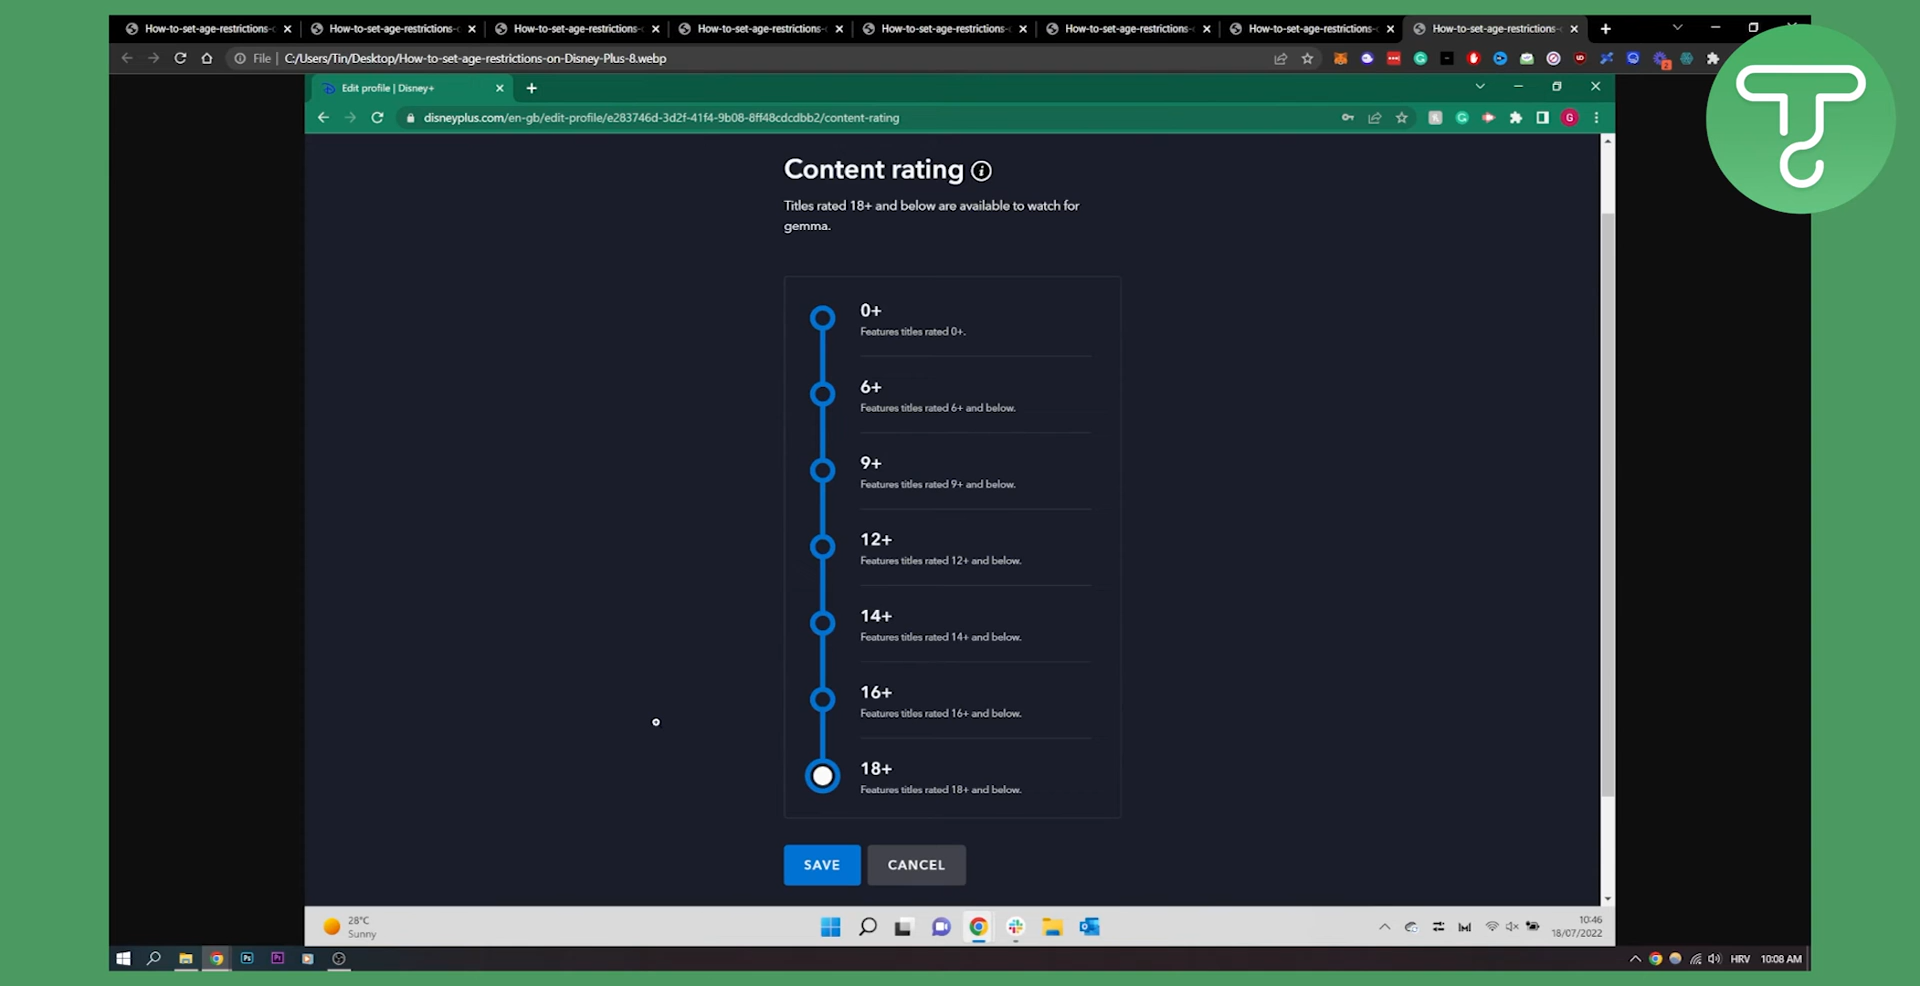 How-to-set-age-restrictions- How-to-set-age-restrictions- How-to-set-age-restrictions- How-to-set-age-restrictions- How-to-set-age-restrictions- How-to-set-age-restrictions- How-to-set-age-restrictions- How-to-set-age-restrictions-
File C:/Users/Tin/Desktop/How-to-set-age-restrictions-on-Disney-Plus-8.webp
Edit profile | Disney+
disneyplus.com/en-gb/edit-profile/e283746d-3d2f-41f4-9b08-8ff48cdcdbb2/content-rating
G
Content rating
Titles rated 18+ and below are available to watch for
gemma.
0+
Features titles rated 0+.
6+
Features titles rated 6+ and below.
9+
Features titles rated 9+ and below.
12+
Features titles rated 12+ and below.
14+
Features titles rated 14+ and below.
16+
Features titles rated 16+ and below.
18+
Features titles rated 18+ and below.
SAVE CANCEL
28°C
Sunny
10:46
18/07/2022
Ps Pr HRV 10:08 AM